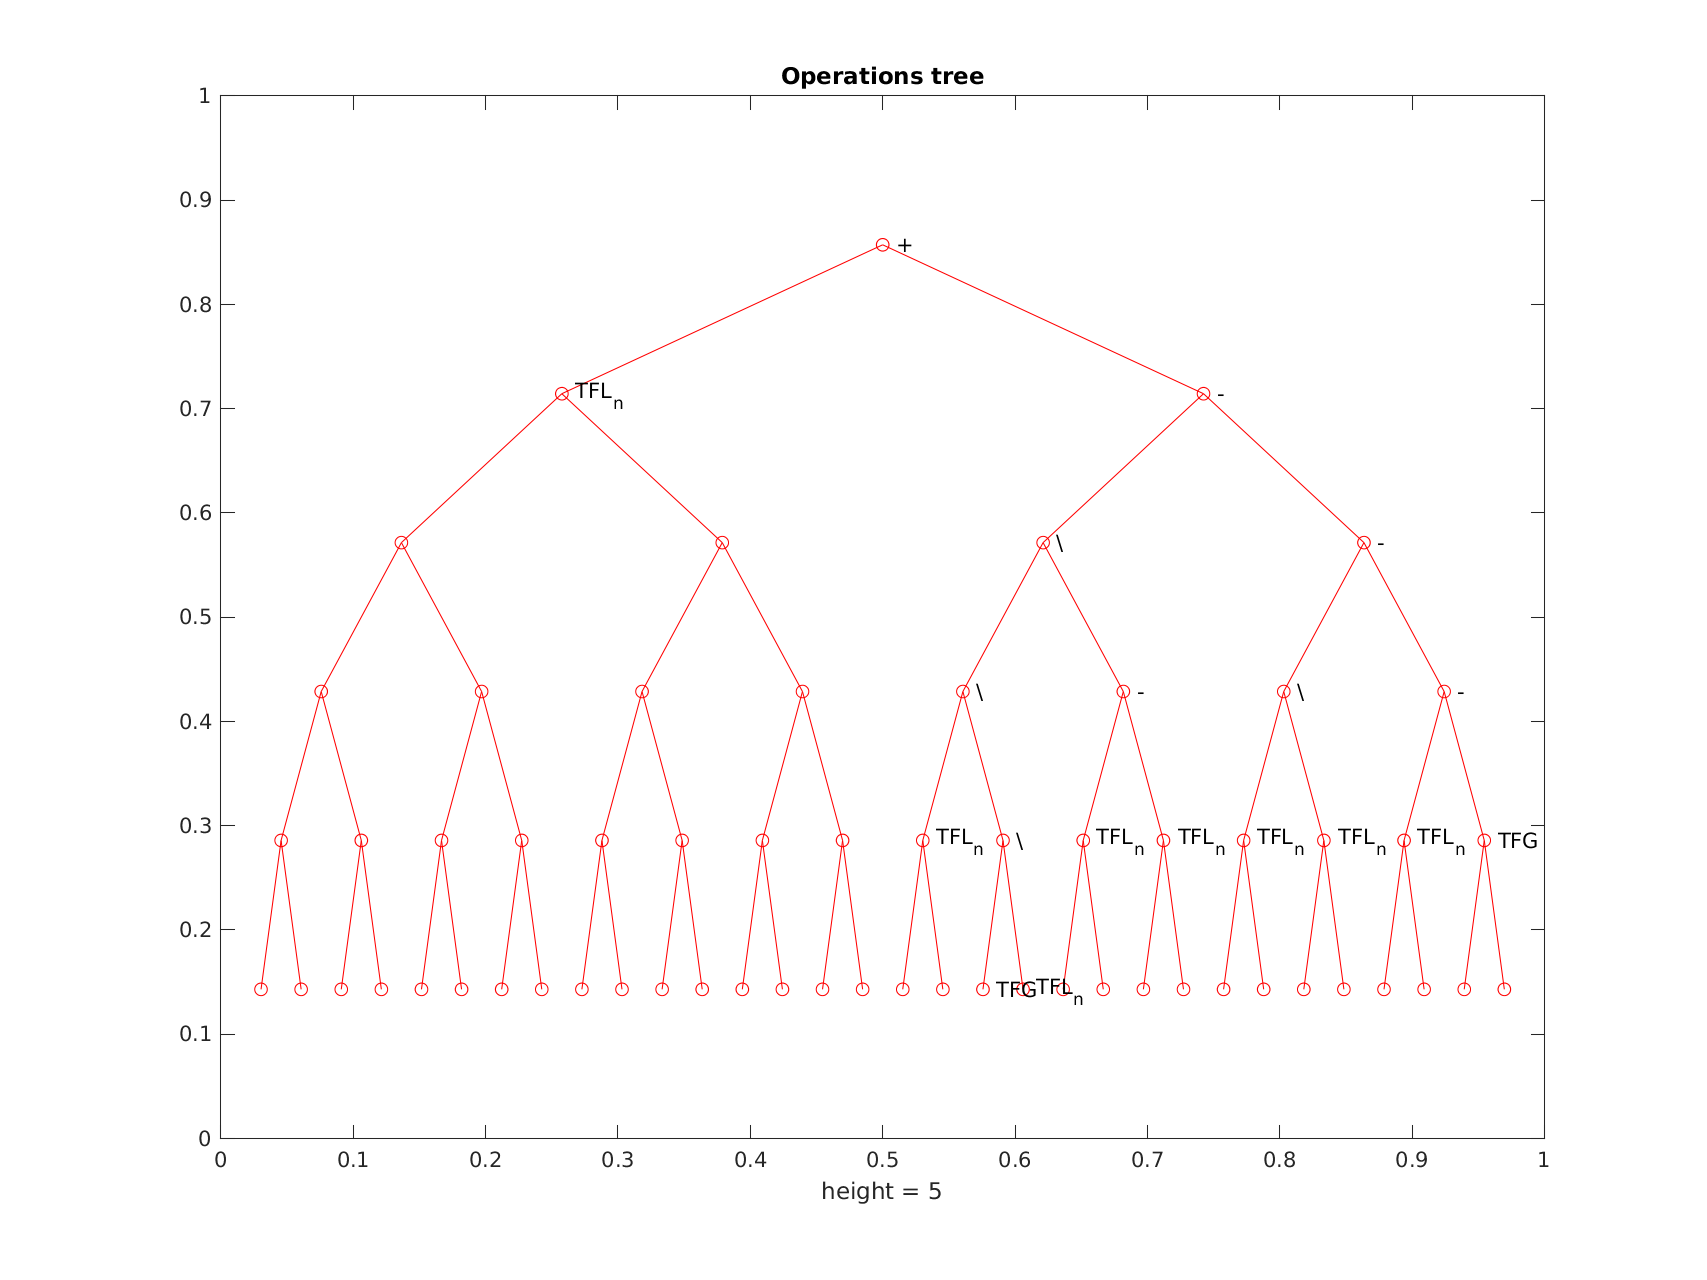 Operations tree
1
0.9
+
0.8
TFLn -
0.7
0.6
\ -
0.5
\ - \ -
0.4
0.3
TFLn \ TFLn TFLn TFLn TFLn TFLn TFG
0.2
TFG TFLn
0.1
0
0 0.1 0.2 0.3 0.4 0.5 0.6 0.7 0.8 0.9 1
height = 5